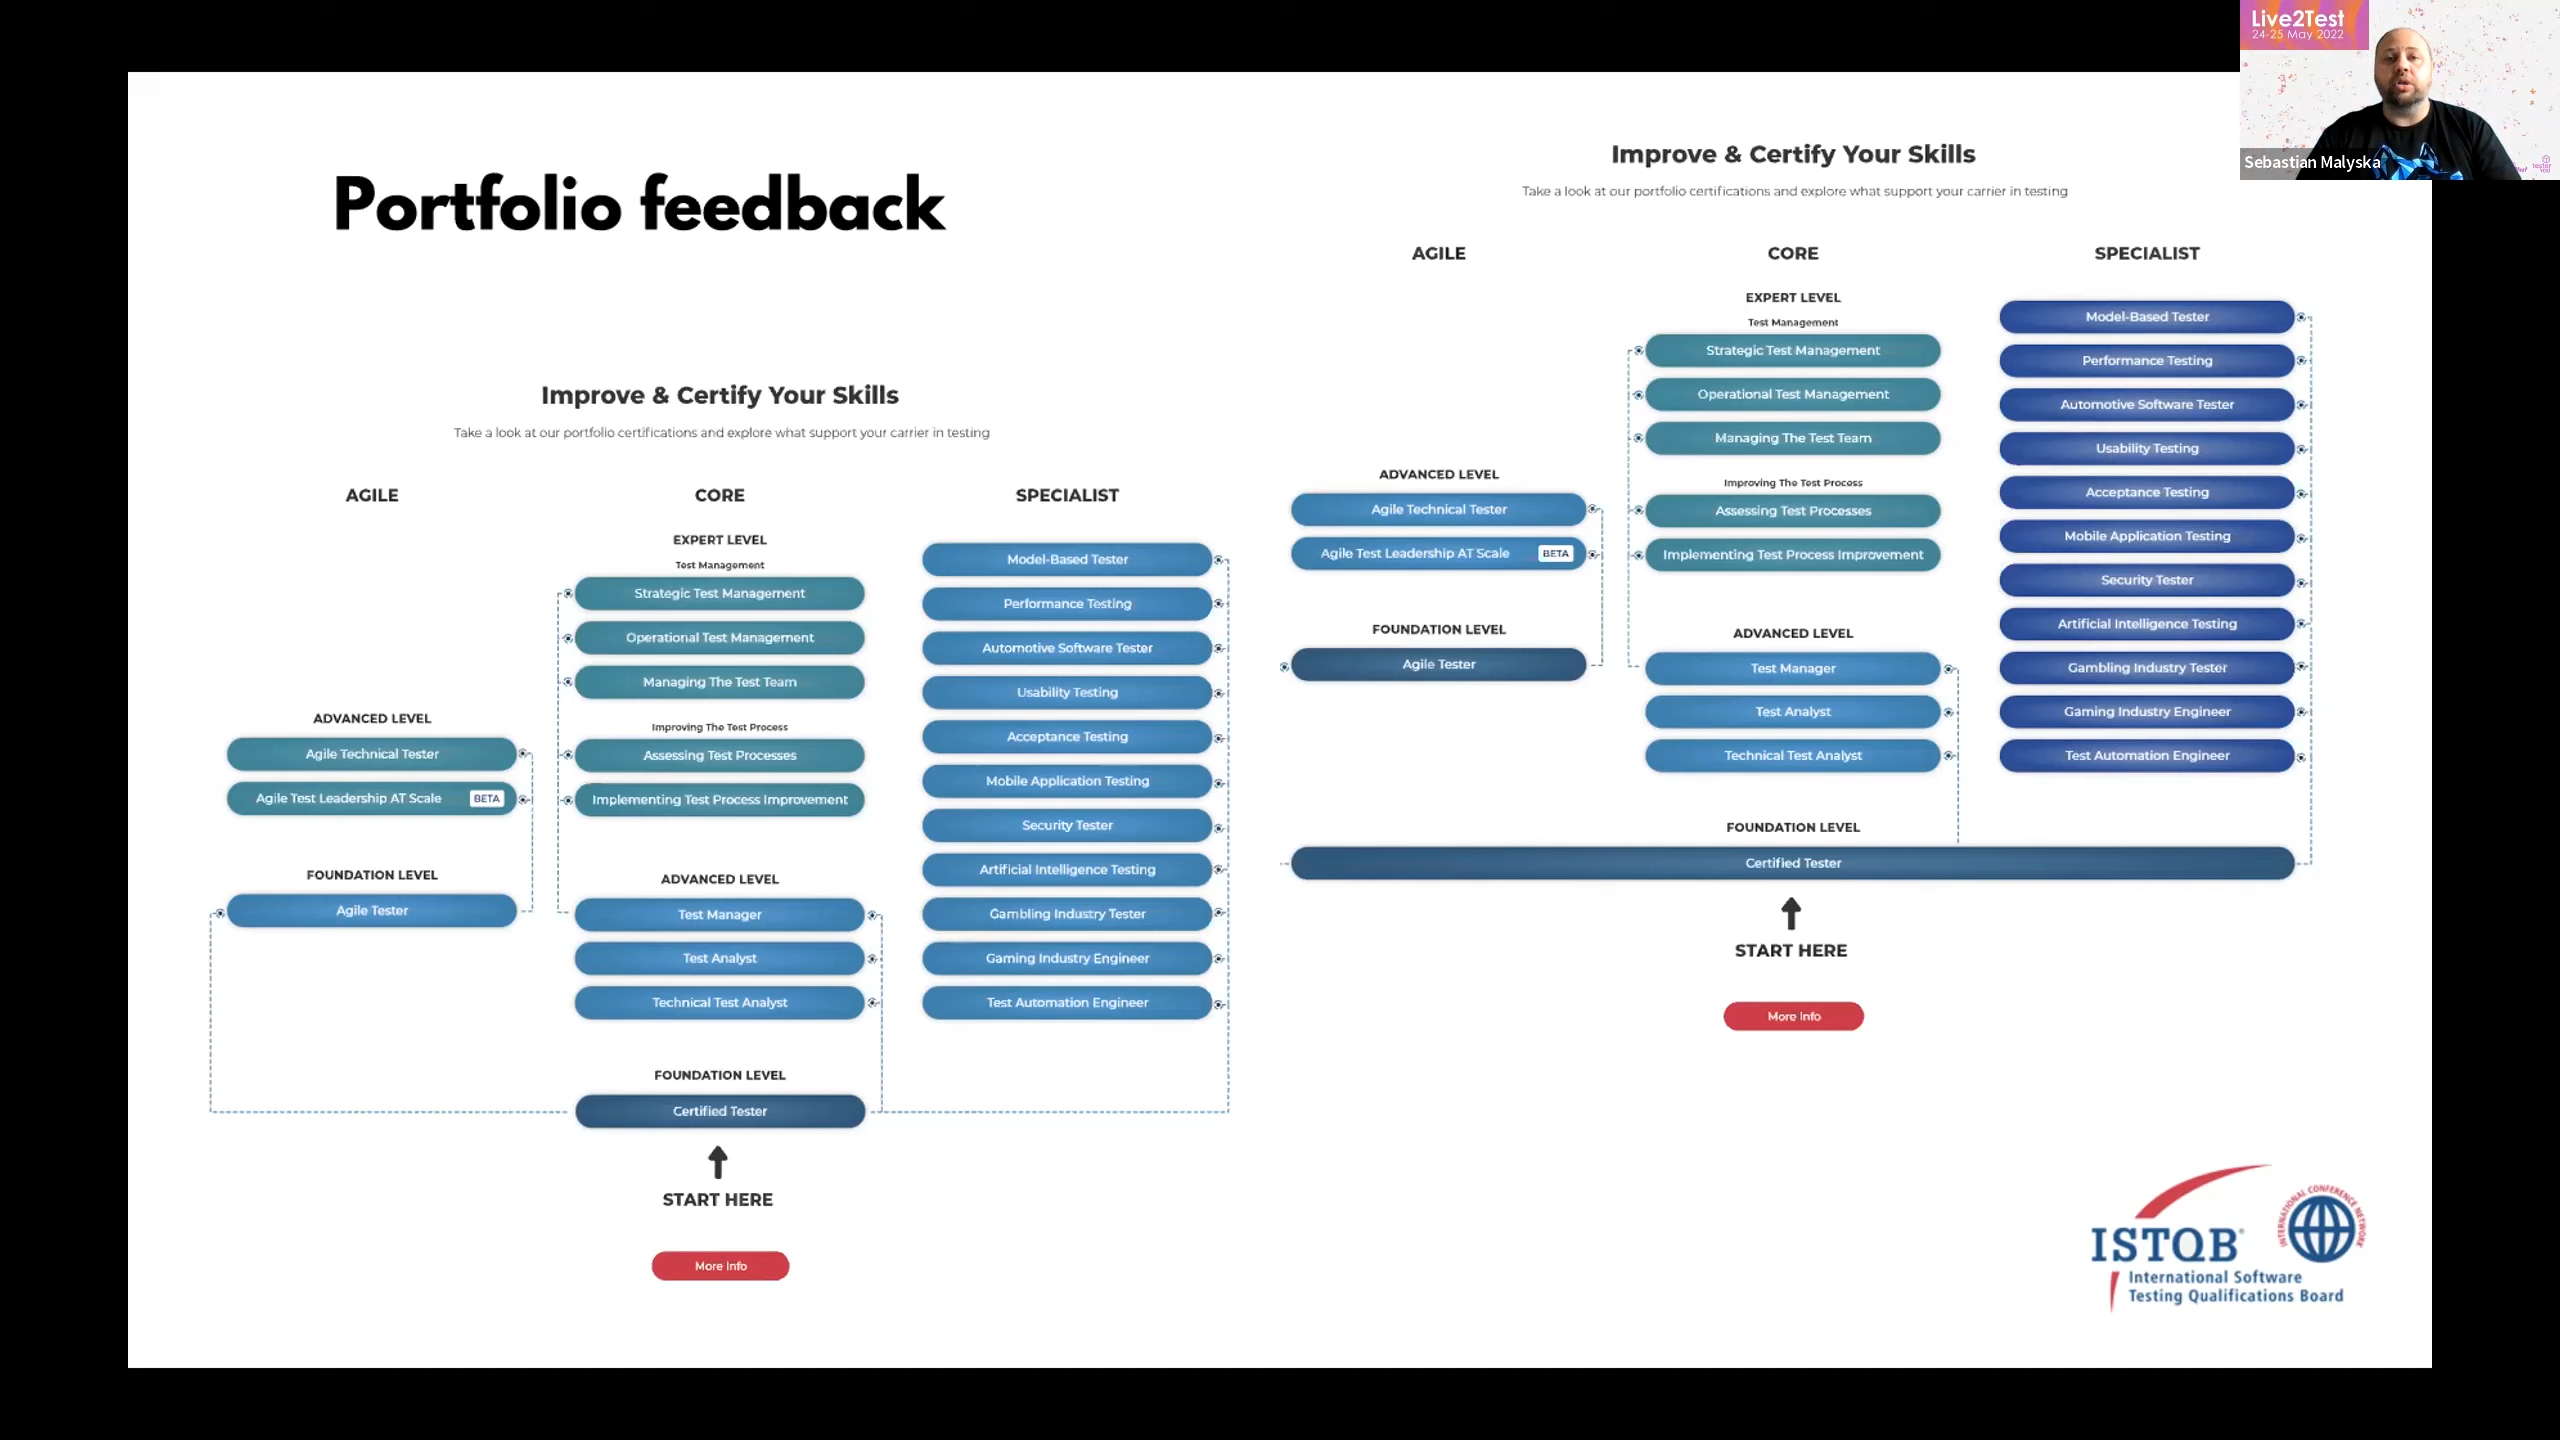 Live2Test
24-25 May 2022
Sebastian Malyska
Portfolio feedback
Improve & Certify Your Skills
Take a look at our portfolio certifications and explore what support your carrier in testing
AGILE
CORE
SPECIALIST
EXPERT LEVEL
Test Management
Strategic Test Management
Operational Test Management
Managing The Test Team
Improving The Test Process
Assessing Test Processes
Implementing Test Process Improvement
ADVANCED LEVEL
Agile Technical Tester
Agile Test Leadership AT Scale BETA
FOUNDATION LEVEL
Agile Tester
ADVANCED LEVEL
Test Manager
Test Analyst
Technical Test Analyst
Model-Based Tester
Performance Testing
Automotive Software Tester
Usability Testing
Acceptance Testing
Mobile Application Testing
Security Tester
Artificial Intelligence Testing
Gambling Industry Tester
Gaming Industry Engineer
Test Automation Engineer
FOUNDATION LEVEL
Certified Tester
START HERE
More Info
Improve & Certify Your Skills
Take a look at our portfolio certifications and explore what support your carrier in testing
AGILE
CORE
SPECIALIST
EXPERT LEVEL
Test Management
Strategic Test Management
Operational Test Management
Managing The Test Team
Improving The Test Process
Assessing Test Processes
Implementing Test Process Improvement
ADVANCED LEVEL
Agile Technical Tester
Agile Test Leadership AT Scale BETA
FOUNDATION LEVEL
Agile Tester
ADVANCED LEVEL
Test Manager
Test Analyst
Technical Test Analyst
Model-Based Tester
Performance Testing
Automotive Software Tester
Usability Testing
Acceptance Testing
Mobile Application Testing
Security Tester
Artificial Intelligence Testing
Gambling Industry Tester
Gaming Industry Engineer
Test Automation Engineer
FOUNDATION LEVEL
Certified Tester
START HERE
More Info
ISTQB®
International Software
Testing Qualifications Board
INTERNATIONAL CONFERENCE NETWORK